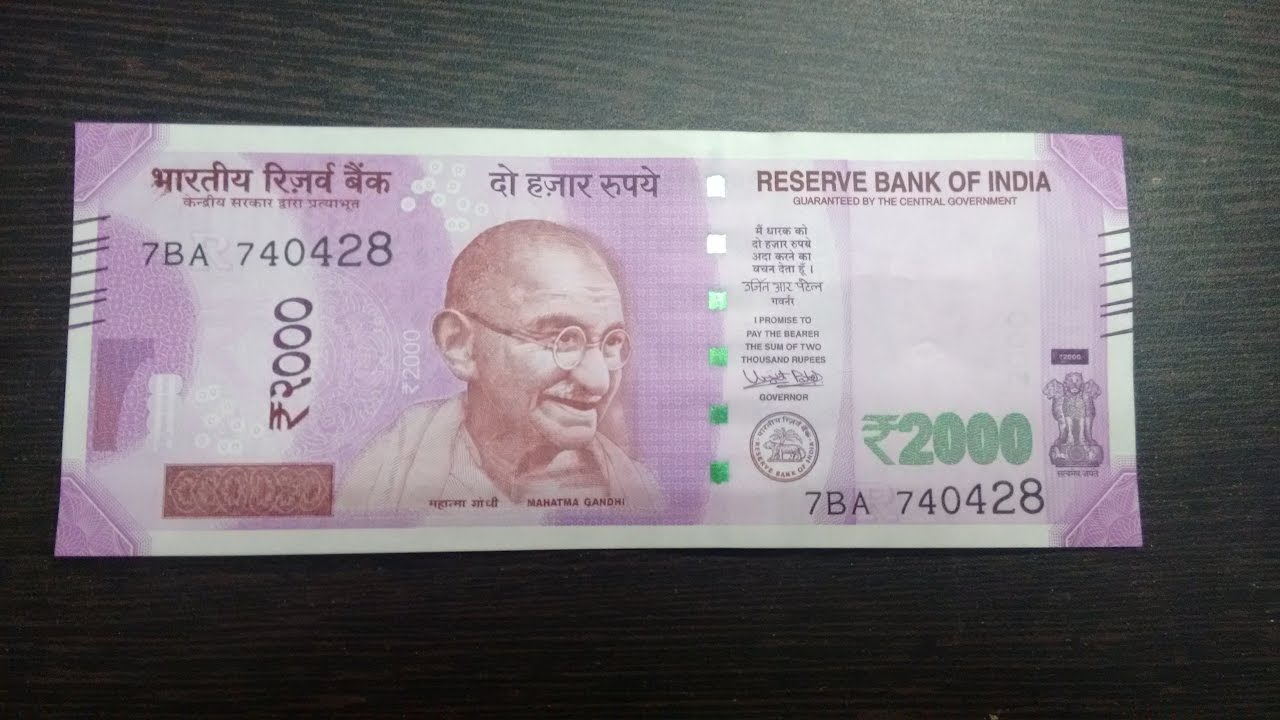 भारतीय रिज़र्व बैंक
केन्द्रीय सरकार द्वारा प्रत्याभूत
दो हज़ार रुपये
RESERVE BANK OF INDIA
GUARANTEED BY THE CENTRAL GOVERNMENT
7BA 740428
₹२०००
₹2000
मैं धारक को
दो हज़ार रुपये
अदा करने का
वचन देता हूँ ।
उर्जित आर पटेल
गवर्नर
I PROMISE TO
PAY THE BEARER
THE SUM OF TWO
THOUSAND RUPEES
GOVERNOR
भारतीय रिज़र्व बैंक
RESERVE BANK OF INDIA
₹2000
₹2000
सत्यमेव जयते
महात्मा गांधी
MAHATMA GANDHI
7BA 740428